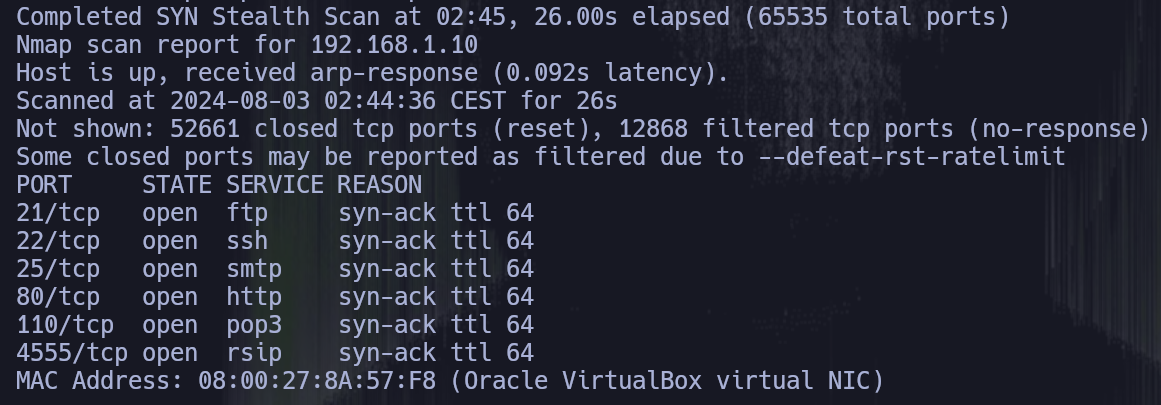 Completed SYN Stealth Scan at 02:45, 26.00s elapsed (65535 total ports)
Nmap scan report for 192.168.1.10
Host is up, received arp-response (0.092s latency).
Scanned at 2024-08-03 02:44:36 CEST for 26s
Not shown: 52661 closed tcp ports (reset), 12868 filtered tcp ports (no-response)
Some closed ports may be reported as filtered due to --defeat-rst-ratelimit
PORT     STATE SERVICE REASON
21/tcp   open  ftp     syn-ack ttl 64
22/tcp   open  ssh     syn-ack ttl 64
25/tcp   open  smtp    syn-ack ttl 64
80/tcp   open  http    syn-ack ttl 64
110/tcp  open  pop3    syn-ack ttl 64
4555/tcp open  rsip    syn-ack ttl 64
MAC Address: 08:00:27:8A:57:F8 (Oracle VirtualBox virtual NIC)